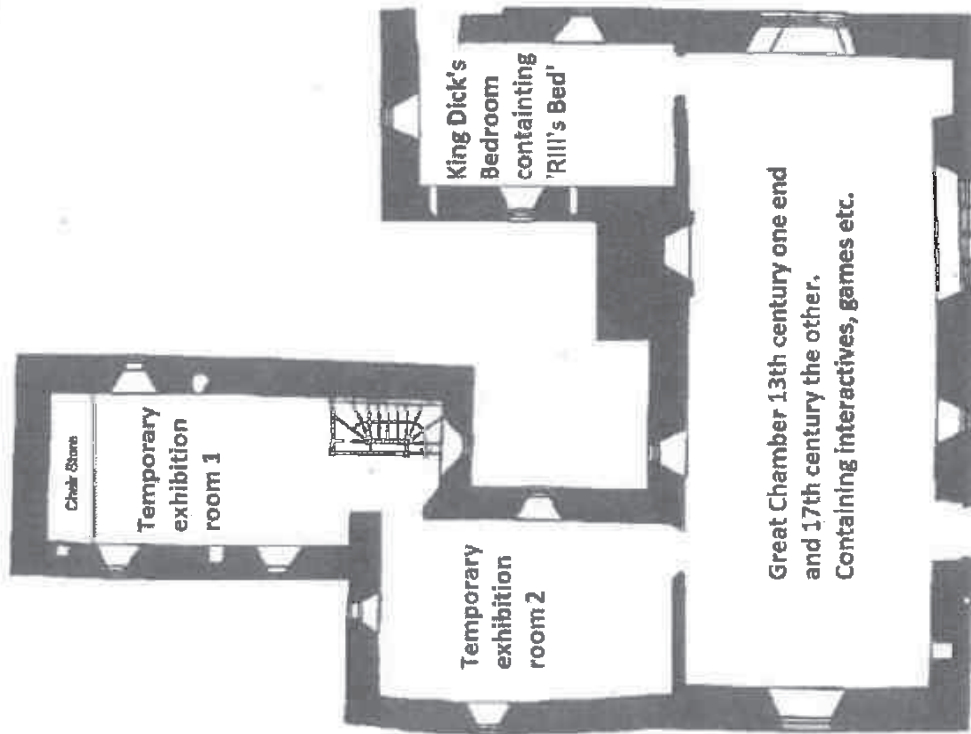 King Dick's
Bedroom
containting
'RIII's Bed'
Chair Store
Temporary
exhibition
room 1
Temporary
exhibition
room 2
Great Chamber 13th century one end
and 17th century the other.
Containing interactives, games etc.